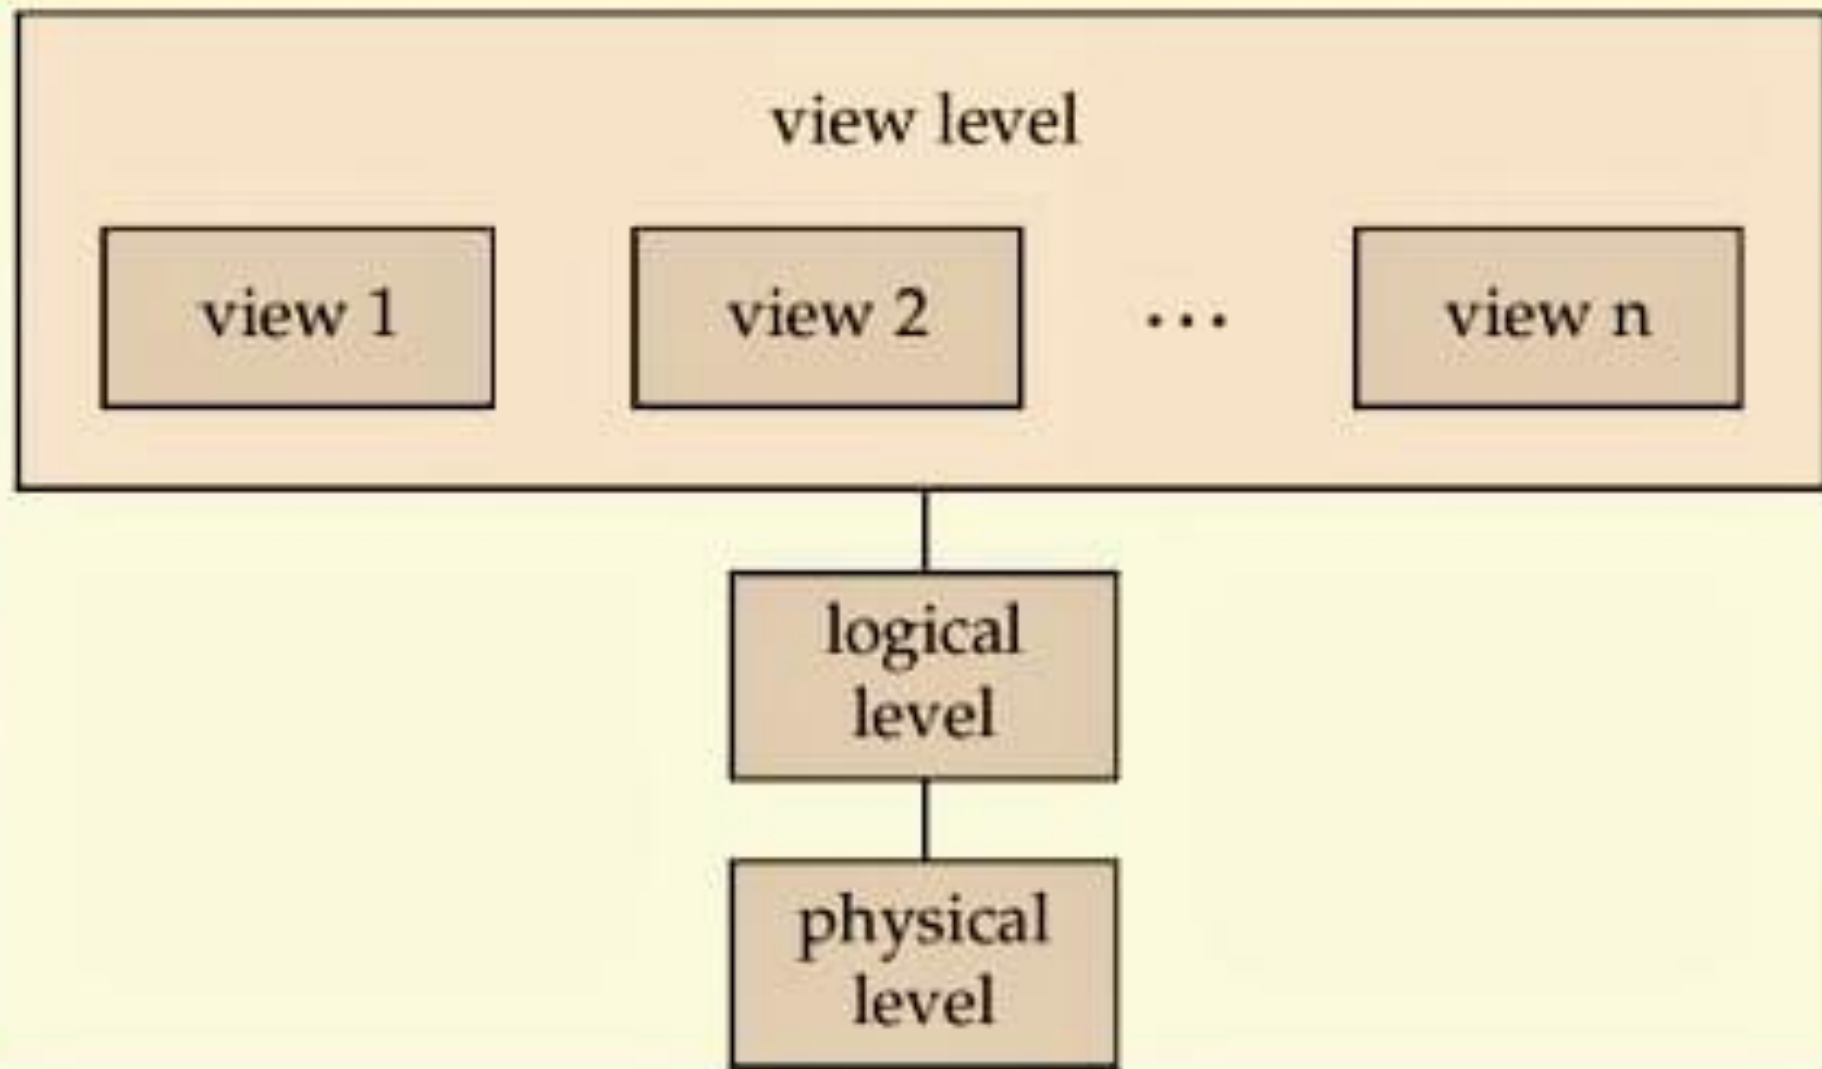 view level
view 1 view 2 ... view n
logical
level
physical
level